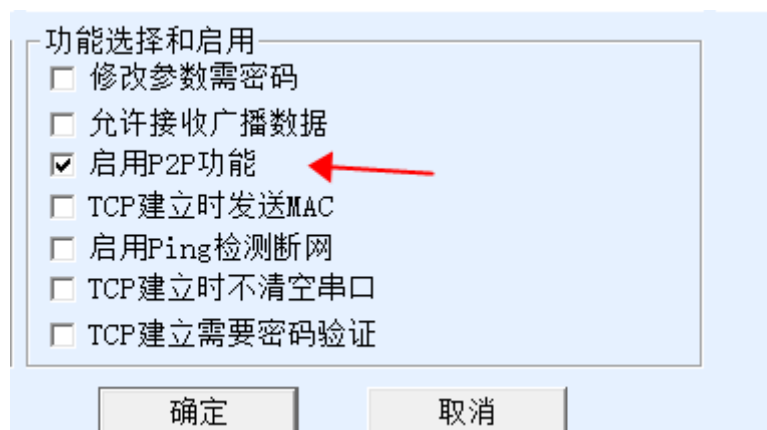 功能选择和启用
修改参数需密码
允许接收广播数据
启用P2P功能
TCP建立时发送MAC
启用Ping检测断网
TCP建立时不清空串口
TCP建立需要密码验证
确定 取消